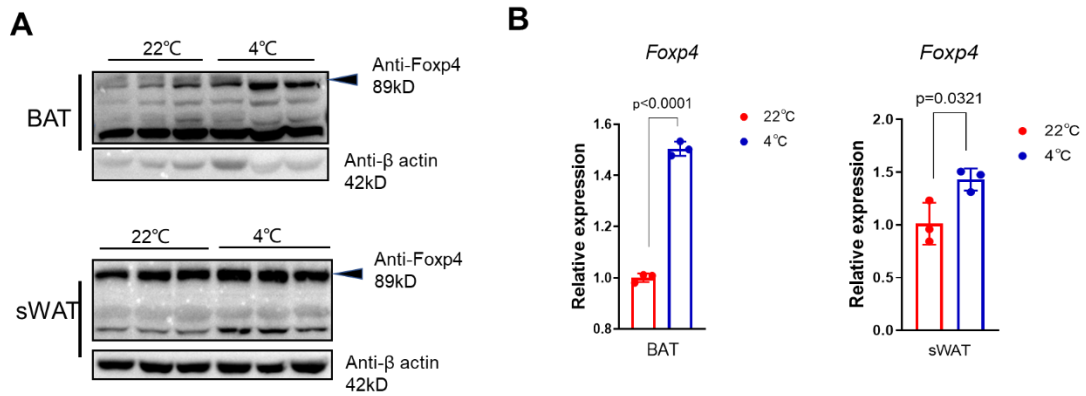 A
22℃ 4℃
Anti-Foxp4
89kD
BAT
Anti-β actin
42kD
22℃ 4℃
Anti-Foxp4
89kD
sWAT
Anti-β actin
42kD
B
Foxp4
p<0.0001
22℃
4℃
Relative expression
1.6
1.4
1.2
1.0
0.8
BAT
Foxp4
p=0.0321
22℃
4℃
Relative expression
2.0
1.5
1.0
0.5
0.0
sWAT